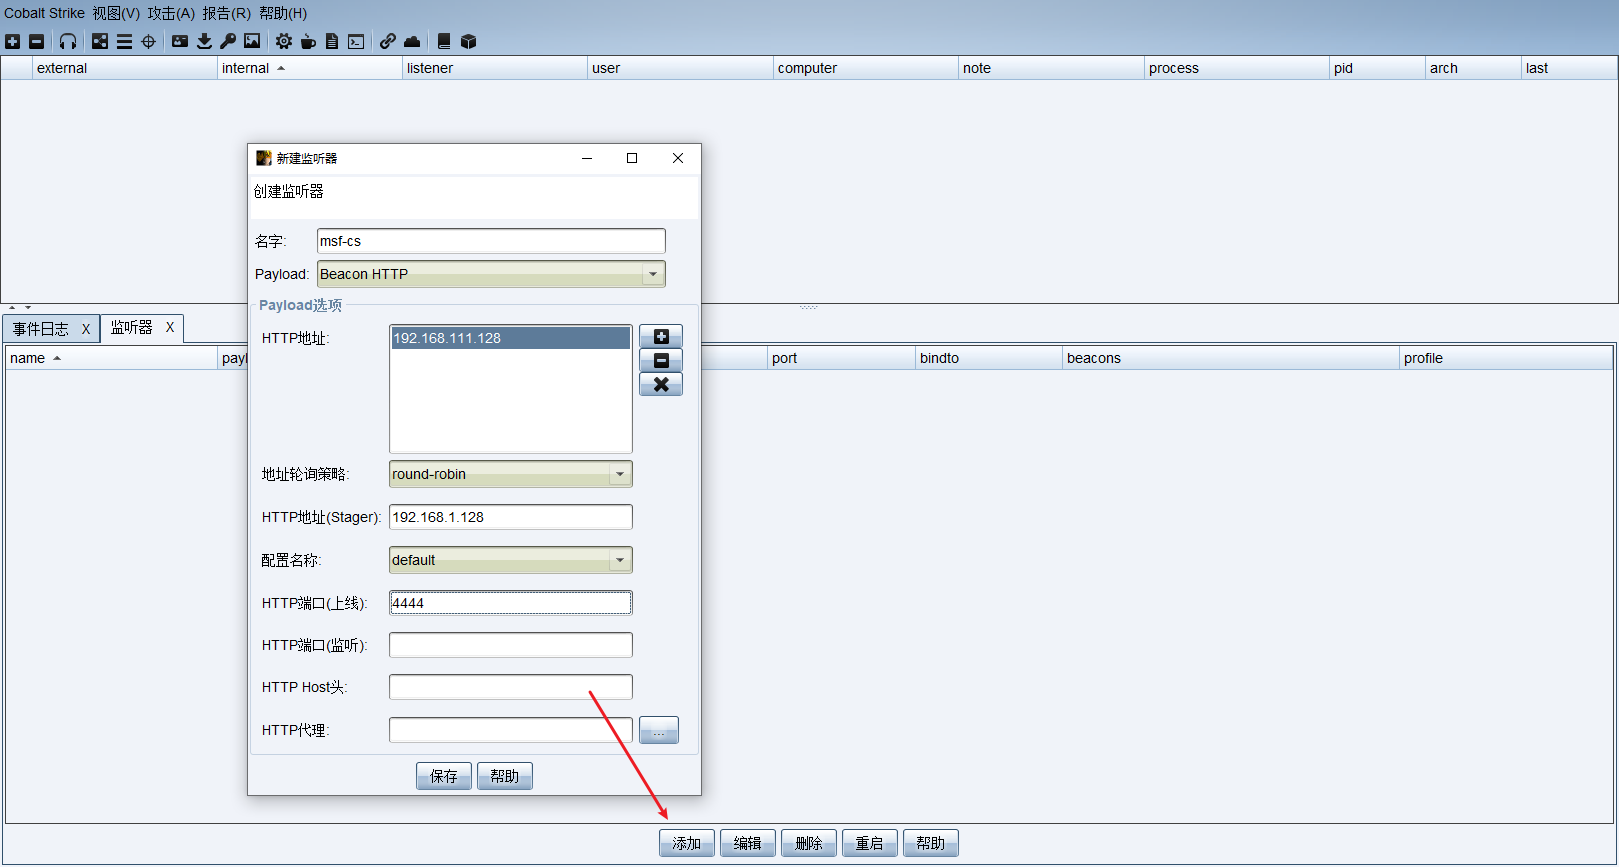 Cobalt Strike 视图(V) 攻击(A) 报告(R) 帮助(H)
external internal listener user computer note process pid arch last
新建监听器
创建监听器
名字: msf-cs
Payload: Beacon HTTP
Payload选项
事件日志 X 监听器 X
HTTP地址: 192.168.111.128
name payl port bindto beacons profile
地址轮询策略: round-robin
HTTP地址(Stager): 192.168.1.128
配置名称: default
HTTP端口(上线): 4444
HTTP端口(监听):
HTTP Host头:
HTTP代理: ...
保存 帮助
添加 编辑 删除 重启 帮助